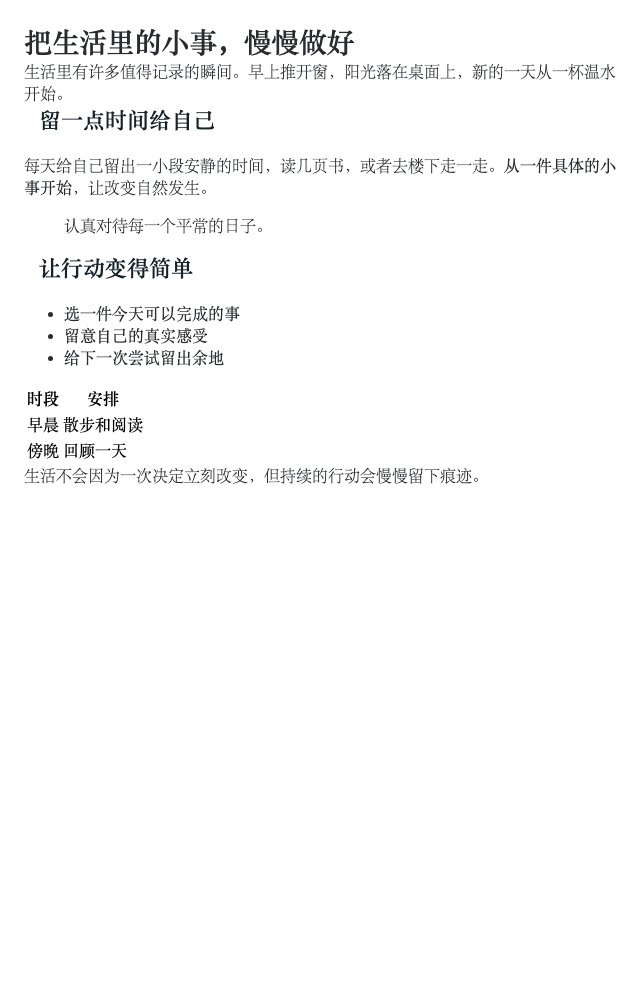 把生活里的小事，慢慢做好
生活里有许多值得记录的瞬间。早上推开窗，阳光落在桌面上，新的一天从一杯温水
开始。
留一点时间给自己
每天给自己留出一小段安静的时间，读几页书，或者去楼下走一走。从一件具体的小
事开始，让改变自然发生。
认真对待每一个平常的日子。
让行动变得简单
• 选一件今天可以完成的事
• 留意自己的真实感受
• 给下一次尝试留出余地
时段 安排
早晨 散步和阅读
傍晚 回顾一天
生活不会因为一次决定立刻改变，但持续的行动会慢慢留下痕迹。